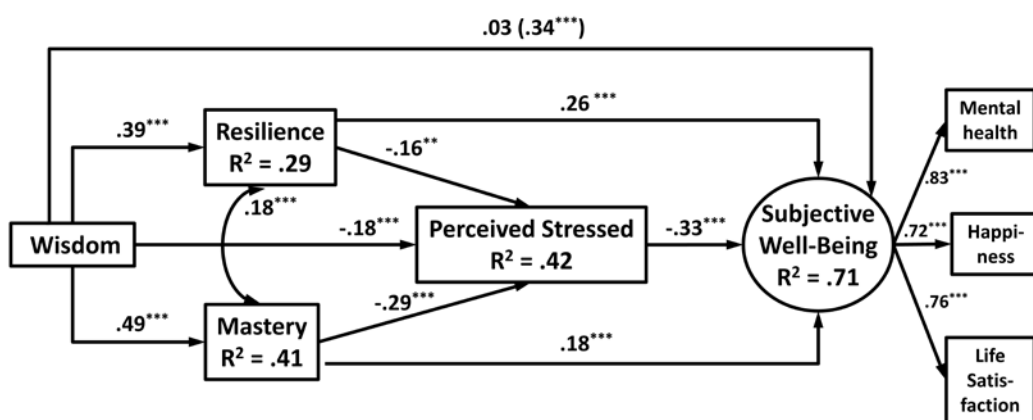 .03 (.34***)
.26 ***
Mental
health
.39***
Resilience
R² = .29
-.16**
.83***
.18***
Wisdom
-.18***
Perceived Stressed
R² = .42
-.33***
Subjective
Well-Being
R² = .71
.72***
Happi-
ness
-.29***
.76***
.49***
Mastery
R² = .41
.18***
Life
Satis-
faction